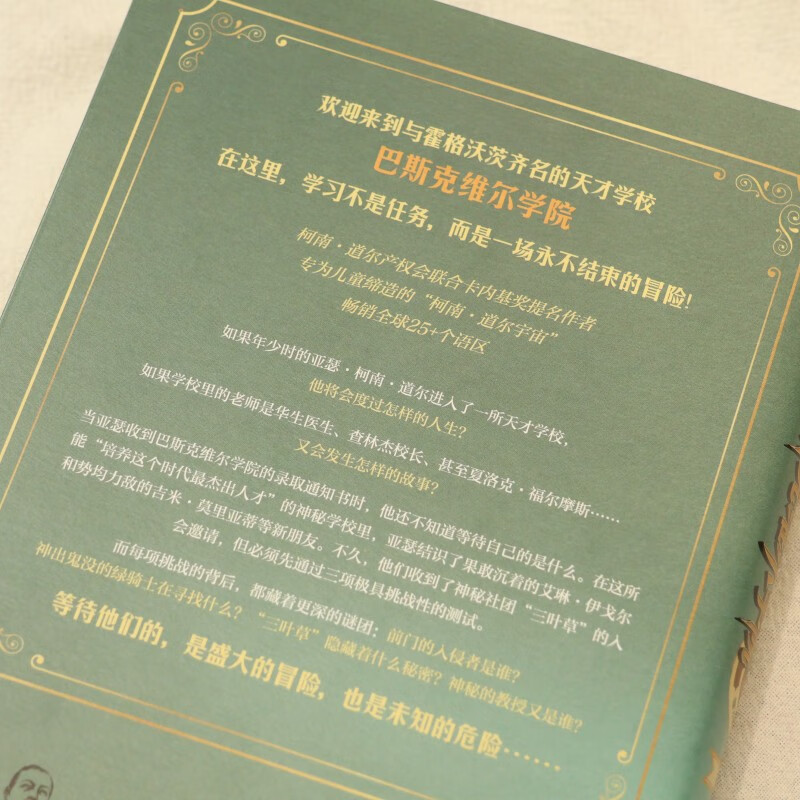 欢迎来到与霍格沃茨齐名的天才学校
巴斯克维尔学院
在这里，学习不是任务，而是一场永不结束的冒险！
柯南·道尔产权会联合卡内基奖提名作者
专为儿童缔造的“柯南·道尔宇宙”
畅销全球25+个语区
如果年少时的亚瑟·柯南·道尔进入了一所天才学校，
他将会度过怎样的人生？
如果学校里的老师是华生医生、查林杰校长、甚至夏洛克·福尔摩斯……
又会发生怎样的故事？
当亚瑟收到巴斯克维尔学院的录取通知书时，他还不知道等待自己的是什么。在这所
能“培养这个时代最杰出人才”的神秘学校里，亚瑟结识了果敢沉着的艾琳·伊戈尔
和势均力敌的吉米·莫里亚蒂等新朋友。不久，他们收到了神秘社团“三叶草”的入
会邀请，但必须先通过三项极具挑战性的测试。
而每项挑战的背后，都藏着更深的谜团：前门的入侵者是谁？
神出鬼没的绿骑士在寻找什么？“三叶草”隐藏着什么秘密？神秘的教授又是谁？
等待他们的，是盛大的冒险，也是未知的危险……